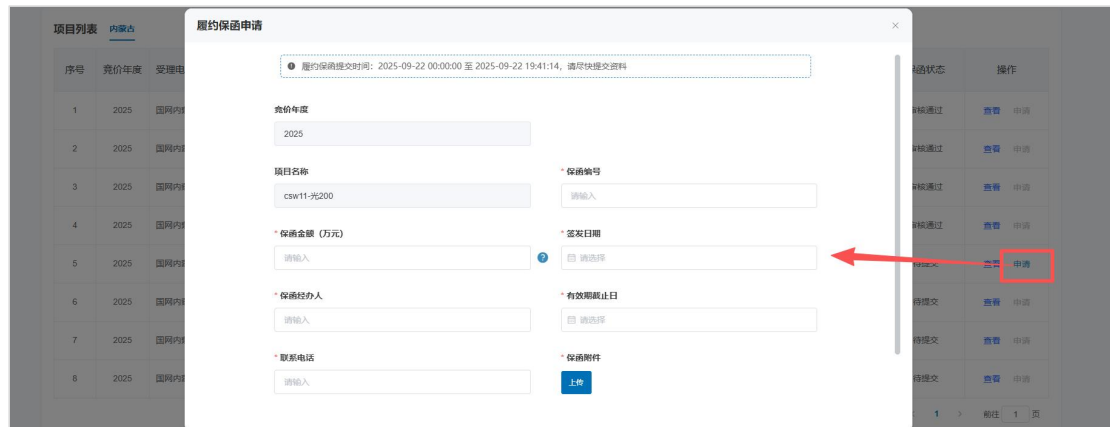 项目列表 内蒙古 履约保函申请 ×
履约保函提交时间：2025-09-22 00:00:00 至 2025-09-22 19:41:14，请尽快提交资料
序号 竞价年度 受理电 函状态 操作
竞价年度
1 2025 国网内 审核通过 查看 申请
2025
2 2025 国网内 审核通过 查看 申请
项目名称 * 保函编号
3 2025 国网内 审核通过 查看 申请
csw11-光200 请输入
4 2025 国网内 审核通过 查看 申请
* 保函金额（万元） * 签发日期
5 2025 国网内 待提交 查看 申请
请输入 ? 请选择
* 保函经办人 * 有效期截止日
6 2025 国网内 待提交 查看 申请
请输入 请选择
7 2025 国网内 待提交 查看 申请
* 联系电话 * 保函附件
8 2025 国网内 待提交 查看 申请
请输入 上传
1 > 前往 1 页